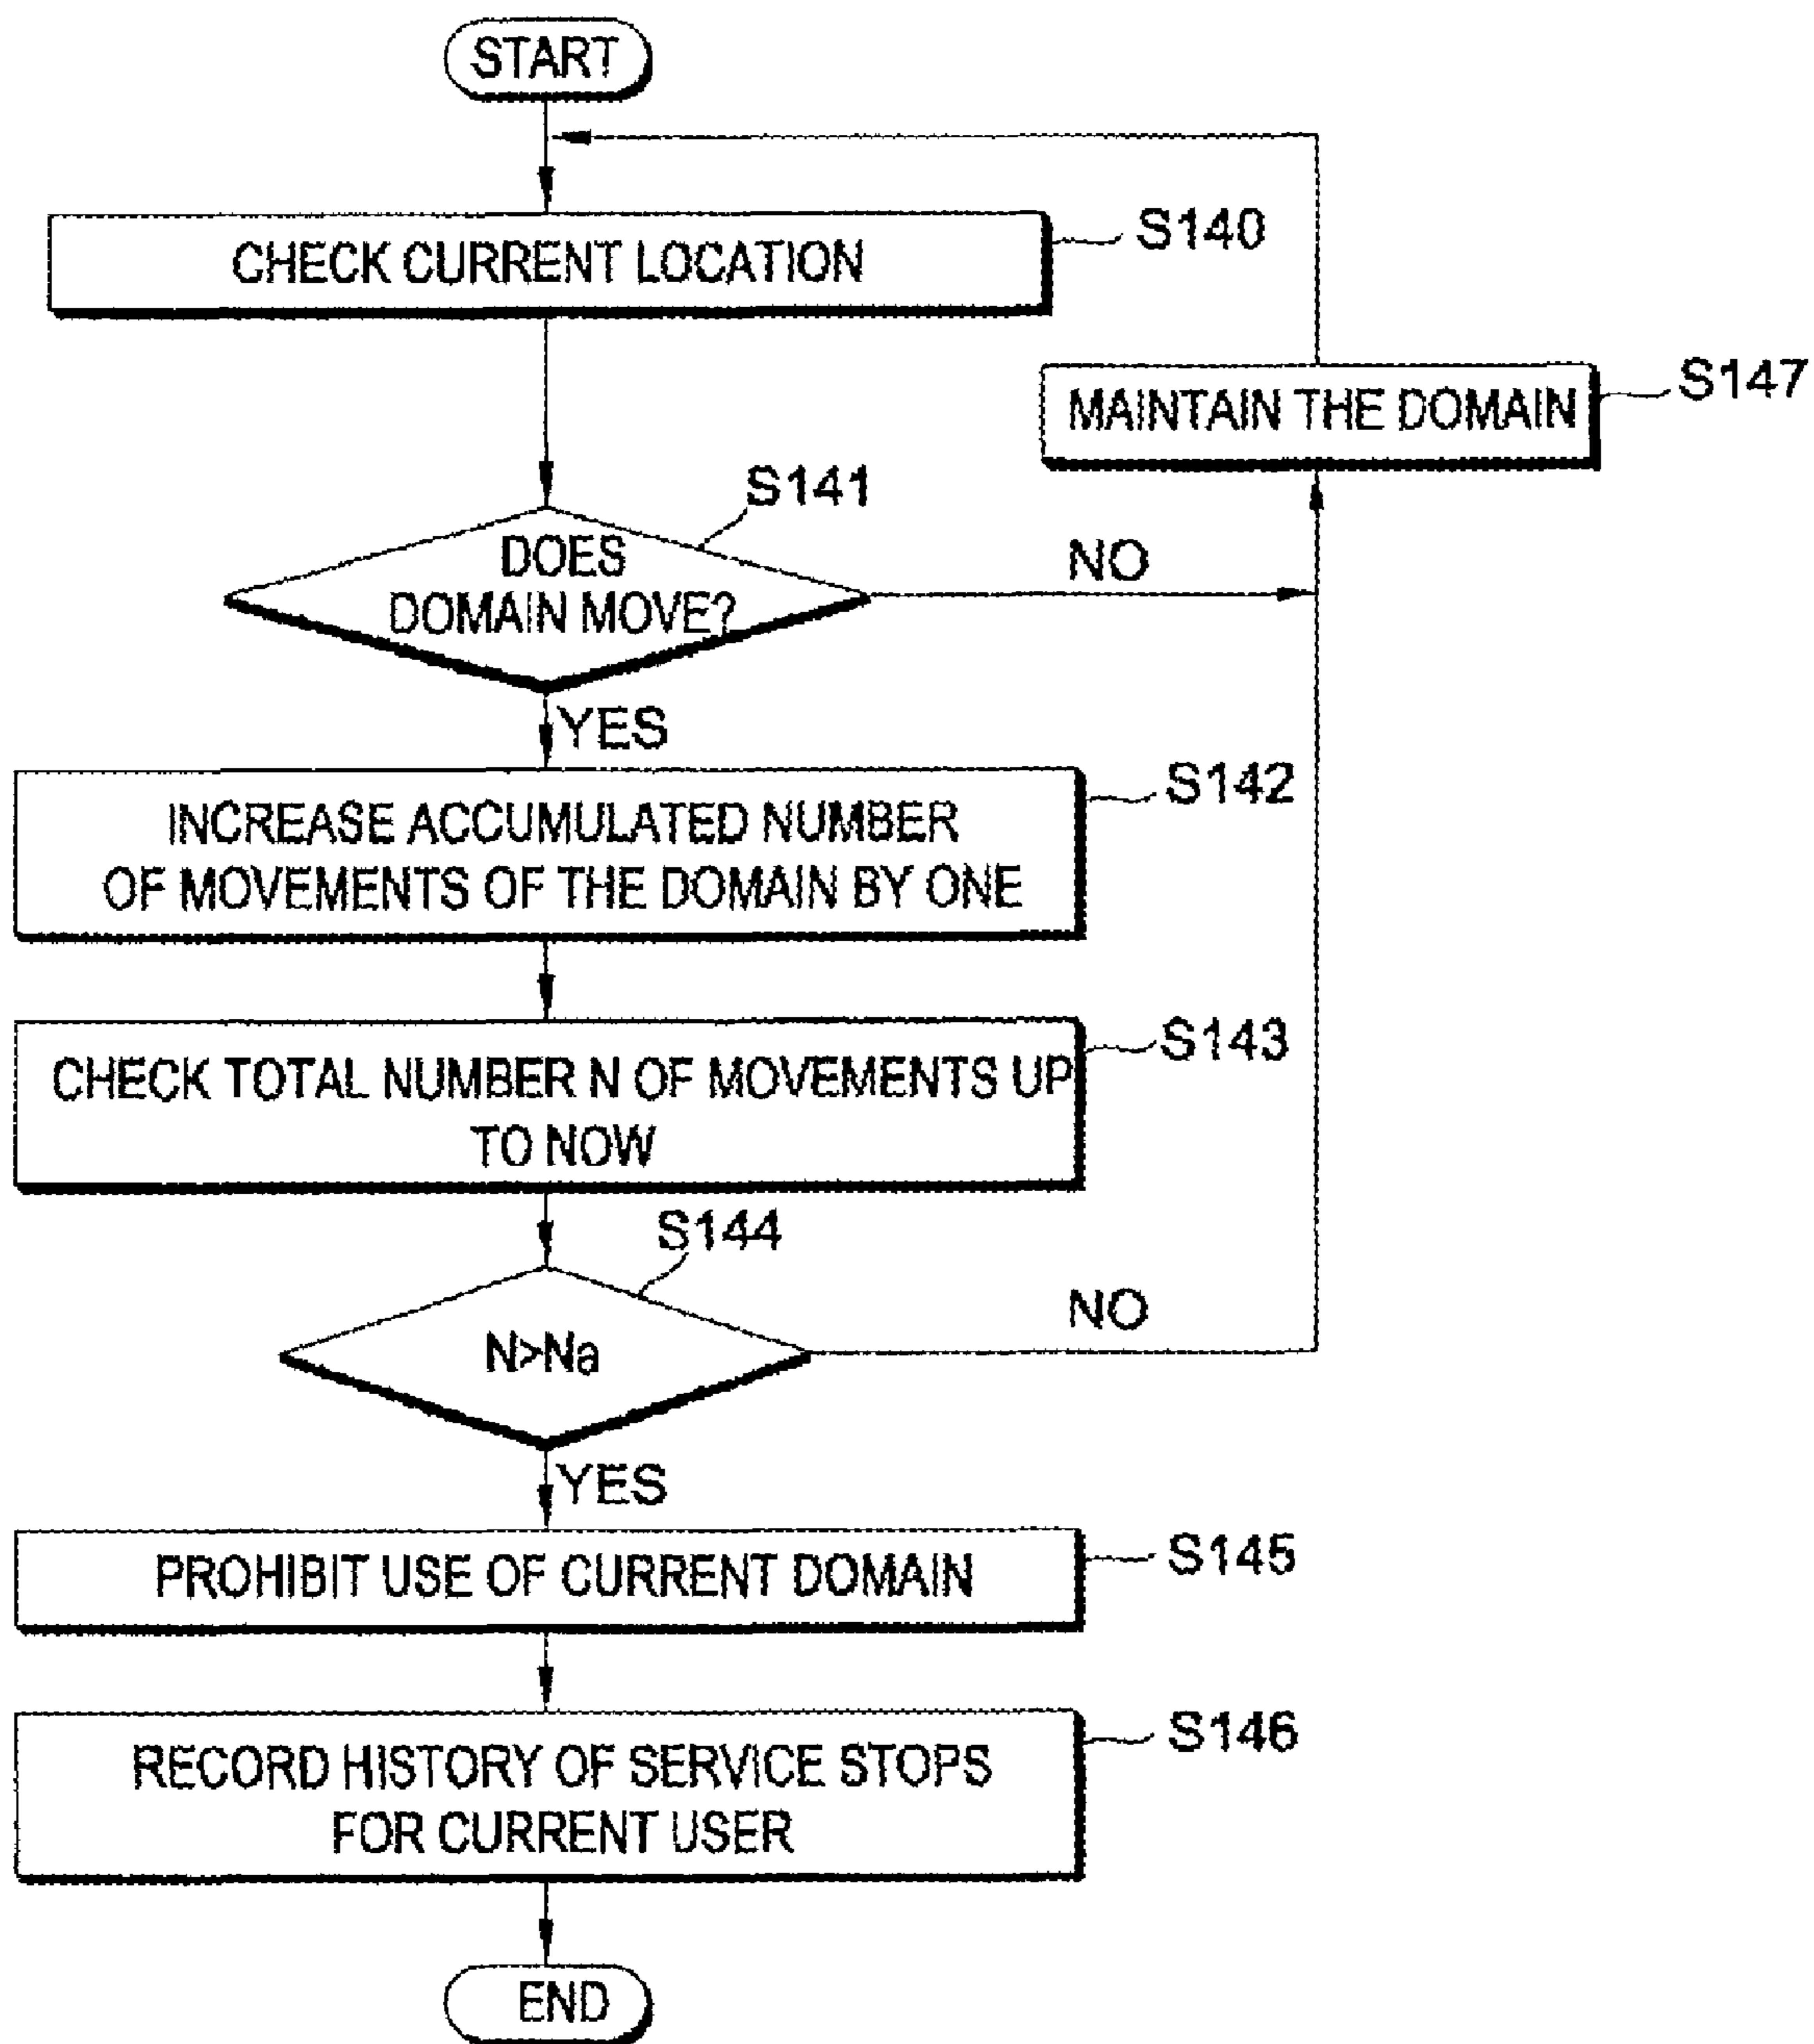 START
CHECK CURRENT LOCATION
S140
MAINTAIN THE DOMAIN
S147
S141
DOES
DOMAIN MOVE?
NO
YES
INCREASE ACCUMULATED NUMBER
OF MOVEMENTS OF THE DOMAIN BY ONE
S142
CHECK TOTAL NUMBER N OF MOVEMENTS UP
TO NOW
S143
S144
N>Na
NO
YES
PROHIBIT USE OF CURRENT DOMAIN
S145
RECORD HISTORY OF SERVICE STOPS
FOR CURRENT USER
S146
END